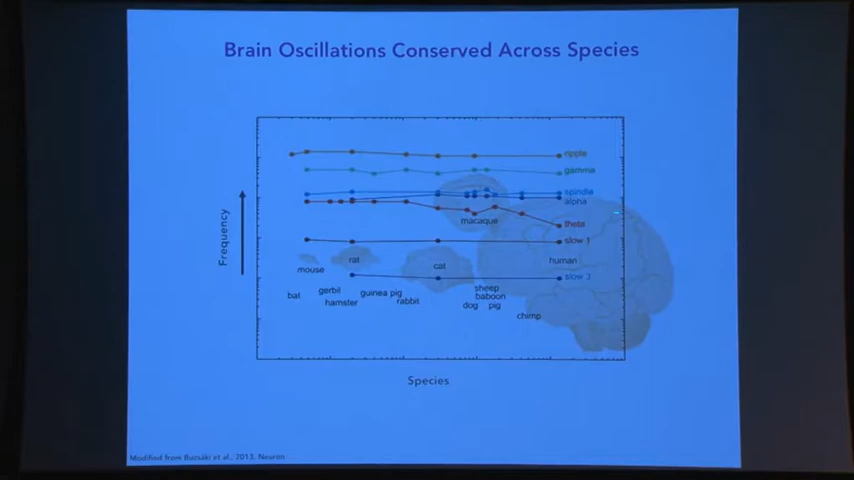 Brain Oscillations Conserved Across Species
ripple
gamma
spindle
alpha
macaque
theta
slow 1
Frequency
rat
human
mouse
cat
slow 3
bat
gerbil
hamster
guinea pig
rabbit
sheep
baboon
dog
pig
chimp
Species
Modified from Buzsáki et al., 2013, Neuron